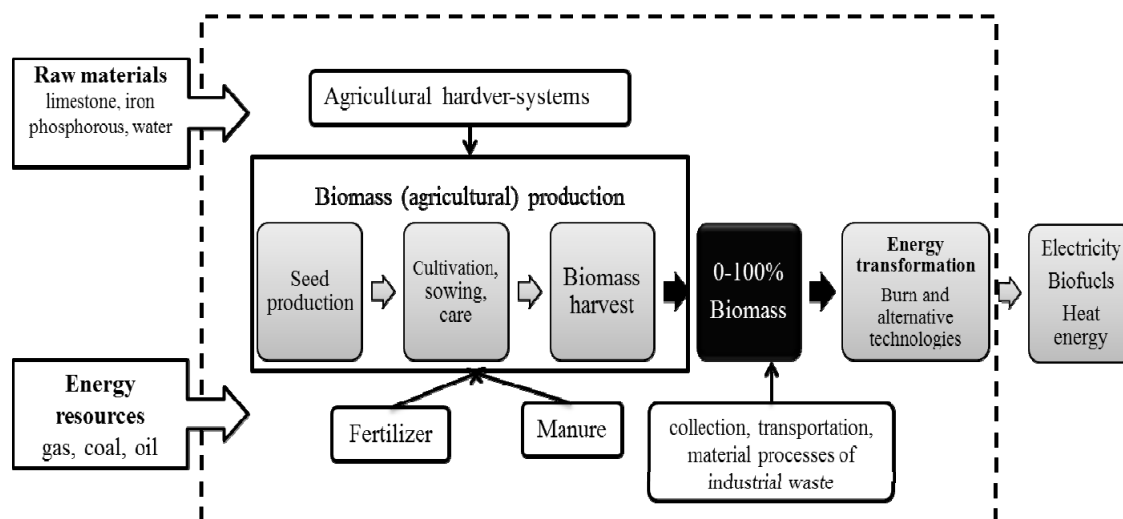 Raw materials
limestone, iron
phosphorous, water
Agricultural hardver-systems
Biomass (agricultural) production
Seed
production
Cultivation,
sowing,
care
Biomass
harvest
0-100%
Biomass
Energy
transformation
Burn and
alternative
technologies
Electricity
Biofuels
Heat
energy
Energy
resources
gas, coal, oil
Fertilizer
Manure
collection, transportation,
material processes of
industrial waste